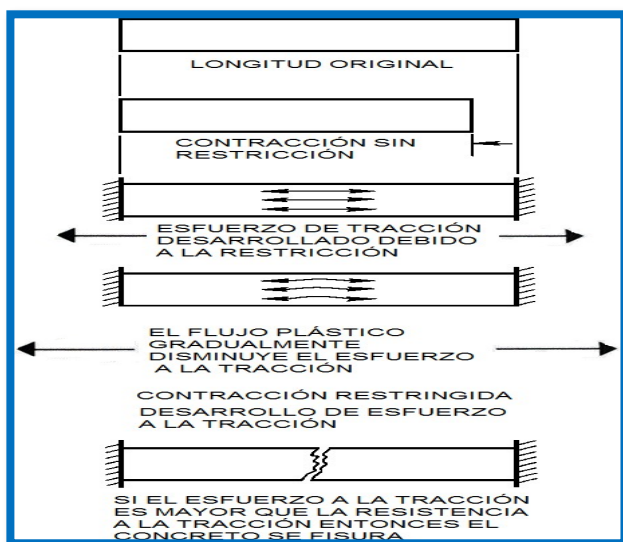 LONGITUD ORIGINAL
CONTRACCIÓN SIN
RESTRICCIÓN
ESFUERZO DE TRACCIÓN
DESARROLLADO DEBIDO
A LA RESTRICCIÓN
EL FLUJO PLÁSTICO
GRADUALMENTE
DISMINUYE EL ESFUERZO
A LA TRACCIÓN
CONTRACCIÓN RESTRINGIDA
DESARROLLO DE ESFUERZO
A LA TRACCIÓN
SI EL ESFUERZO A LA TRACCIÓN
ES MAYOR QUE LA RESISTENCIA
A LA TRACCIÓN ENTONCES EL
CONCRETO SE FISURA